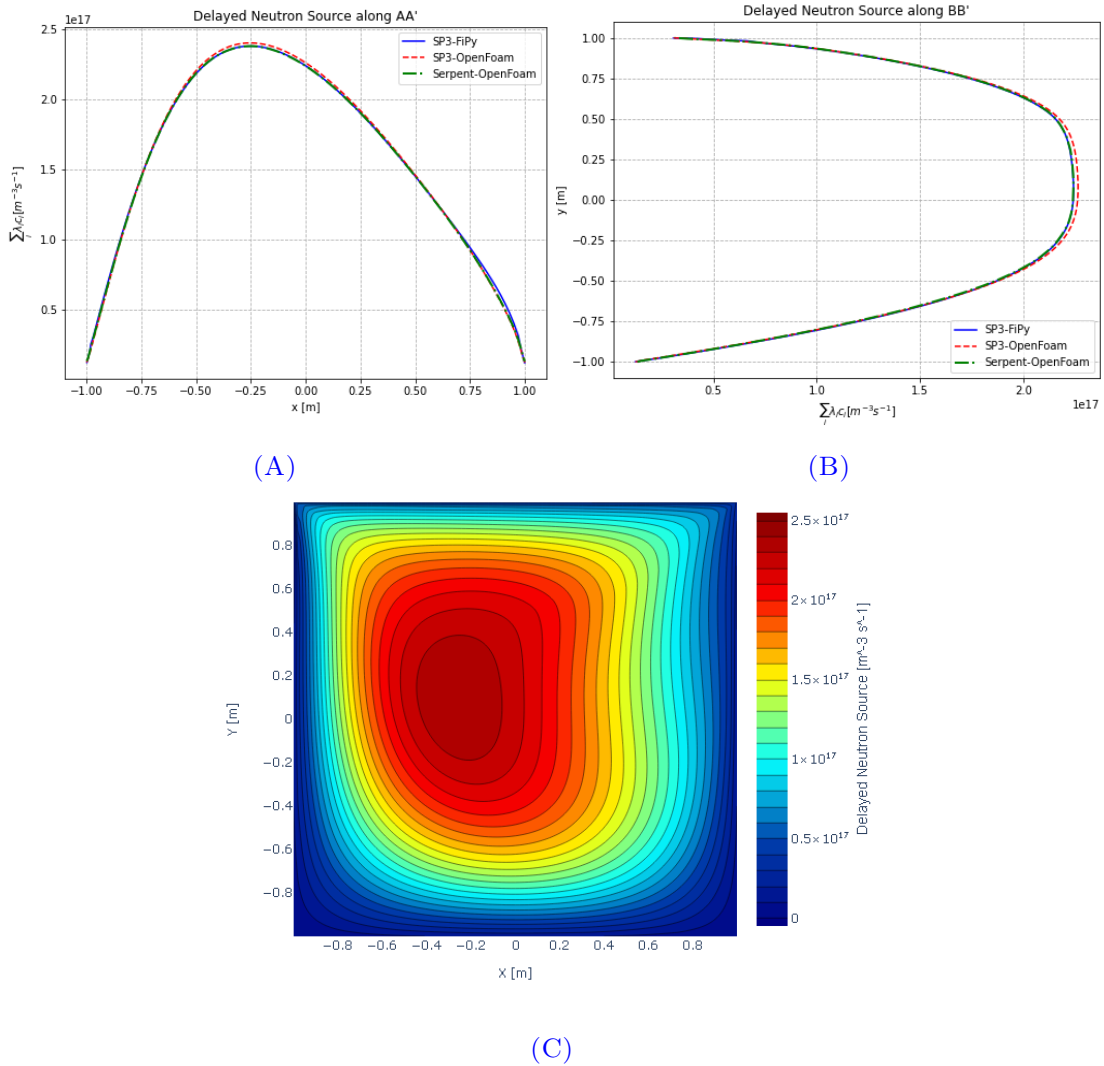 Delayed Neutron Source along AA'
1e17
2.5
2.0
1.5
1.0
0.5
∑λᵢcᵢ[m⁻³s⁻¹]
i
SP3-FiPy
SP3-OpenFoam
Serpent-OpenFoam
−1.00 −0.75 −0.50 −0.25 0.00 0.25 0.50 0.75 1.00
x [m]
(A)
Delayed Neutron Source along BB'
1.00
0.75
0.50
0.25
0.00
−0.25
−0.50
−0.75
−1.00
y [m]
SP3-FiPy
SP3-OpenFoam
Serpent-OpenFoam
0.5 1.0 1.5 2.0
1e17
∑λᵢcᵢ[m⁻³s⁻¹]
i
(B)
0.8
0.6
0.4
0.2
0
−0.2
−0.4
−0.6
−0.8
Y [m]
−0.8 −0.6 −0.4 −0.2 0 0.2 0.4 0.6 0.8
X [m]
2.5×10¹⁷
2×10¹⁷
1.5×10¹⁷
1×10¹⁷
0.5×10¹⁷
0
Delayed Neutron Source [m^-3 s^-1]
(C)